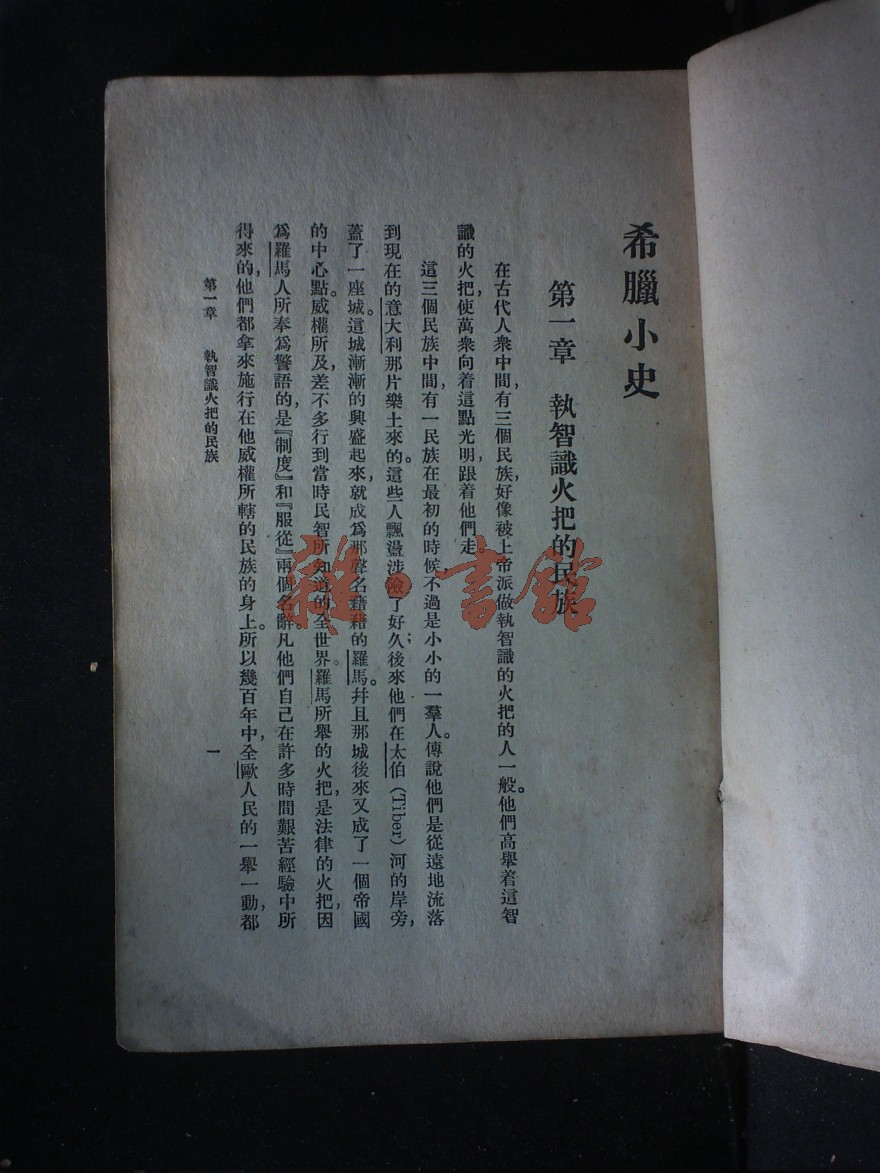 希臘小史
第一章　執智識火把的民族
在古代人衆中間，有三個民族，好像被上帝派做執智識的火把的人一般。他們高舉着這智
識的火把，使萬衆向着這點光明，跟着他們走。
這三個民族中間，有一民族在最初的時候，不過是小小的一羣人。傳說他們是從遠地流落
到現在的意大利那片樂土來的。這些人飄盪涉險了好久；後來他們在太伯（Tiber）河的岸旁，
蓋了一座城。這城漸漸的興盛起來，就成爲那聲名藉藉的羅馬。幷且那城後來又成了一個帝國
的中心點。威權所及，差不多行到當時民智所知道的全世界。羅馬所舉的火把，是法律的火把，因
爲羅馬人所奉爲警語的，是『制度』和『服從』兩個名辭。凡他們自己在許多時間艱苦經驗中所
得來的，他們都拿來施行在他威權所轄的民族的身上。所以幾百年中，全歐人民的一舉一動，都
第一章　執智識火把的民族
一
雜·書館